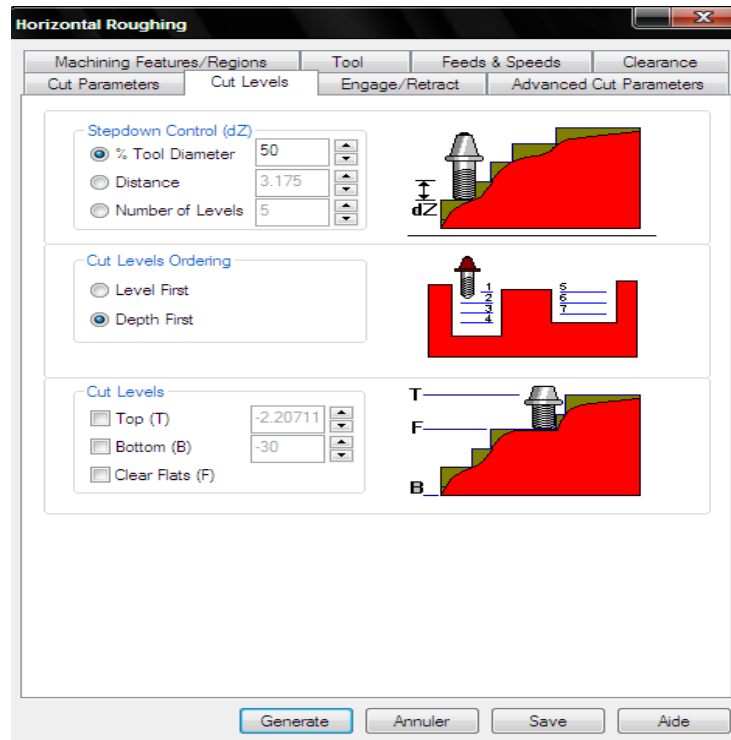 Horizontal Roughing
Machining Features/Regions Tool Feeds & Speeds Clearance
Cut Parameters Cut Levels Engage/Retract Advanced Cut Parameters
Stepdown Control (dZ)
% Tool Diameter 50
Distance 3.175
Number of Levels 5
dZ
Cut Levels Ordering
Level First
Depth First
1 5
2 6
3 7
4
Cut Levels
Top (T) -2.20711
Bottom (B) -30
Clear Flats (F)
T
F
B
Generate Annuler Save Aide